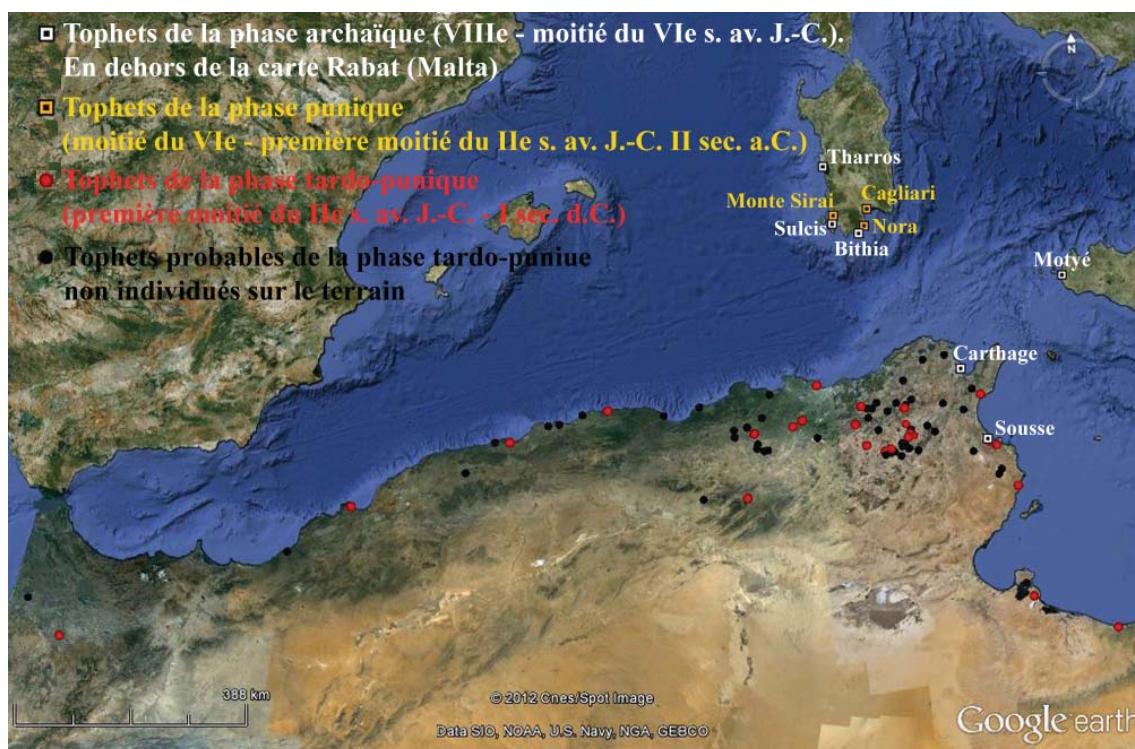 Tophets de la phase archaïque (VIIIe - moitié du VIe s. av. J.-C.).
En dehors de la carte Rabat (Malta)
Tophets de la phase punique
(moitié du VIe - première moitié du IIe s. av. J.-C. II sec. a.C.)
Tophets de la phase tardo-punique
(première moitié du IIe s. av. J.-C. - I sec. d.C.)
Tophets probables de la phase tardo-puniue
non individués sur le terrain
N
Tharros
Monte Sirai
Cagliari
Sulcis
Nora
Bithia
Motyé
Carthage
Sousse
388 km
© 2012 Cnes/Spot Image
Data SIO, NOAA, U.S. Navy, NGA, GEBCO
Google earth